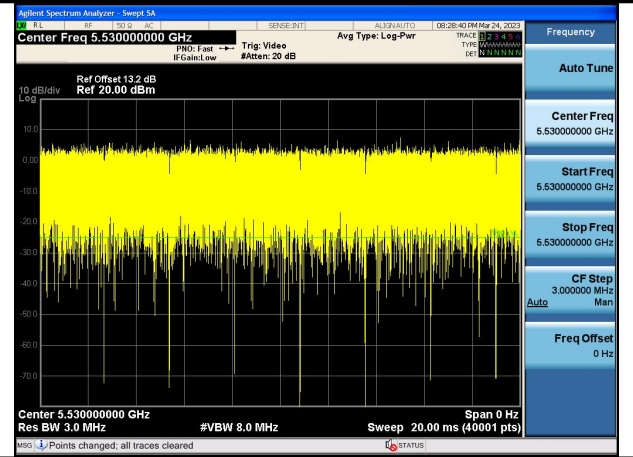 Agilent Spectrum Analyzer - Swept SA
RL RF 50 Ω AC SENSE:INT ALIGN AUTO 08:28:40 PM Mar 24, 2023
Center Freq 5.530000000 GHz
PNO: Fast
IFGain:Low
Trig: Video
#Atten: 20 dB
Avg Type: Log-Pwr
TRACE 1 2 3 4 5 6
TYPE
DET N N N N N N
Frequency
Auto Tune
Center Freq
5.530000000 GHz
Start Freq
5.530000000 GHz
Stop Freq
5.530000000 GHz
CF Step
3.000000 MHz
Auto Man
Freq Offset
0 Hz
Ref Offset 13.2 dB
10 dB/div Ref 20.00 dBm
Log
10.0
0.00
-10.0
-20.0
-30.0
-40.0
-50.0
-60.0
-70.0
Center 5.530000000 GHz Span 0 Hz
Res BW 3.0 MHz #VBW 8.0 MHz Sweep 20.00 ms (40001 pts)
MSG Points changed; all traces cleared STATUS